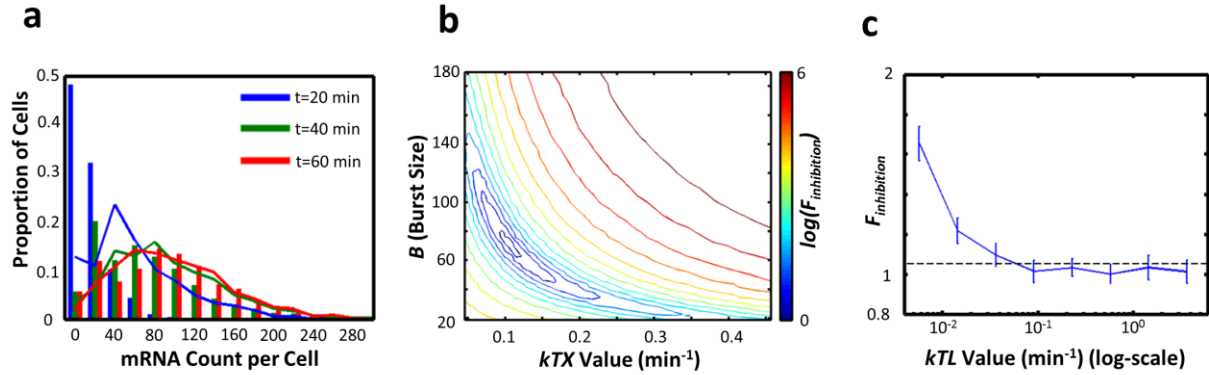 a
0.5
0.4
0.3
0.2
0.1
0
Proportion of Cells
t=20 min
t=40 min
t=60 min
0 40 80 120 160 200 240 280
mRNA Count per Cell
b
180
140
100
60
20
B (Burst Size)
0.1 0.2 0.3 0.4
kTX Value (min-1)
6
0
log(Finhibition)
c
2
1
0.8
Finhibition
10-2 10-1 100
kTL Value (min-1) (log-scale)